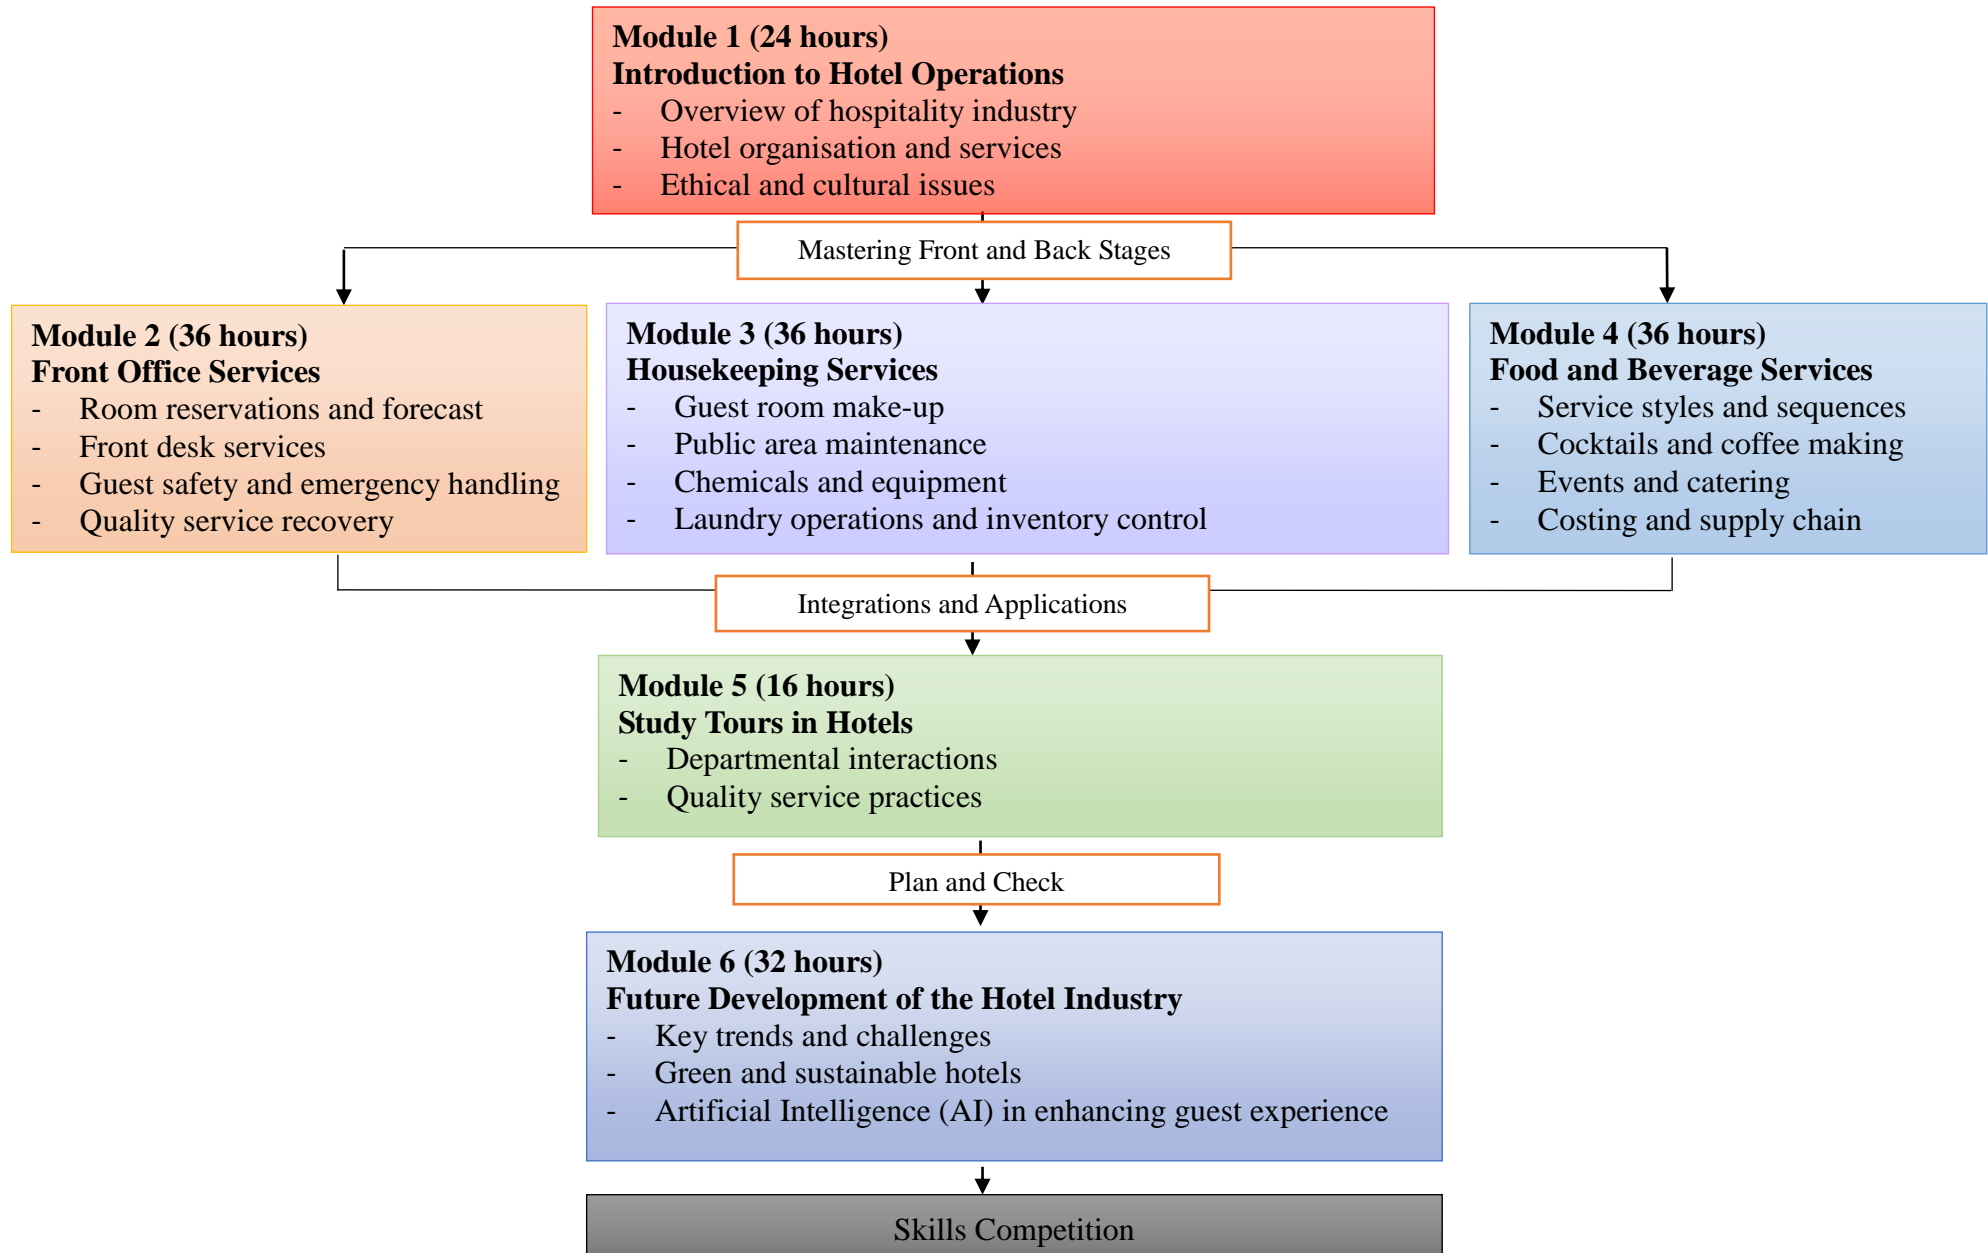 Module 1 (24 hours)
Introduction to Hotel Operations
- Overview of hospitality industry
- Hotel organisation and services
- Ethical and cultural issues
Mastering Front and Back Stages
Module 2 (36 hours)
Front Office Services
- Room reservations and forecast
- Front desk services
- Guest safety and emergency handling
- Quality service recovery
Module 3 (36 hours)
Housekeeping Services
- Guest room make-up
- Public area maintenance
- Chemicals and equipment
- Laundry operations and inventory control
Module 4 (36 hours)
Food and Beverage Services
- Service styles and sequences
- Cocktails and coffee making
- Events and catering
- Costing and supply chain
Integrations and Applications
Module 5 (16 hours)
Study Tours in Hotels
- Departmental interactions
- Quality service practices
Plan and Check
Module 6 (32 hours)
Future Development of the Hotel Industry
- Key trends and challenges
- Green and sustainable hotels
- Artificial Intelligence (AI) in enhancing guest experience
Skills Competition